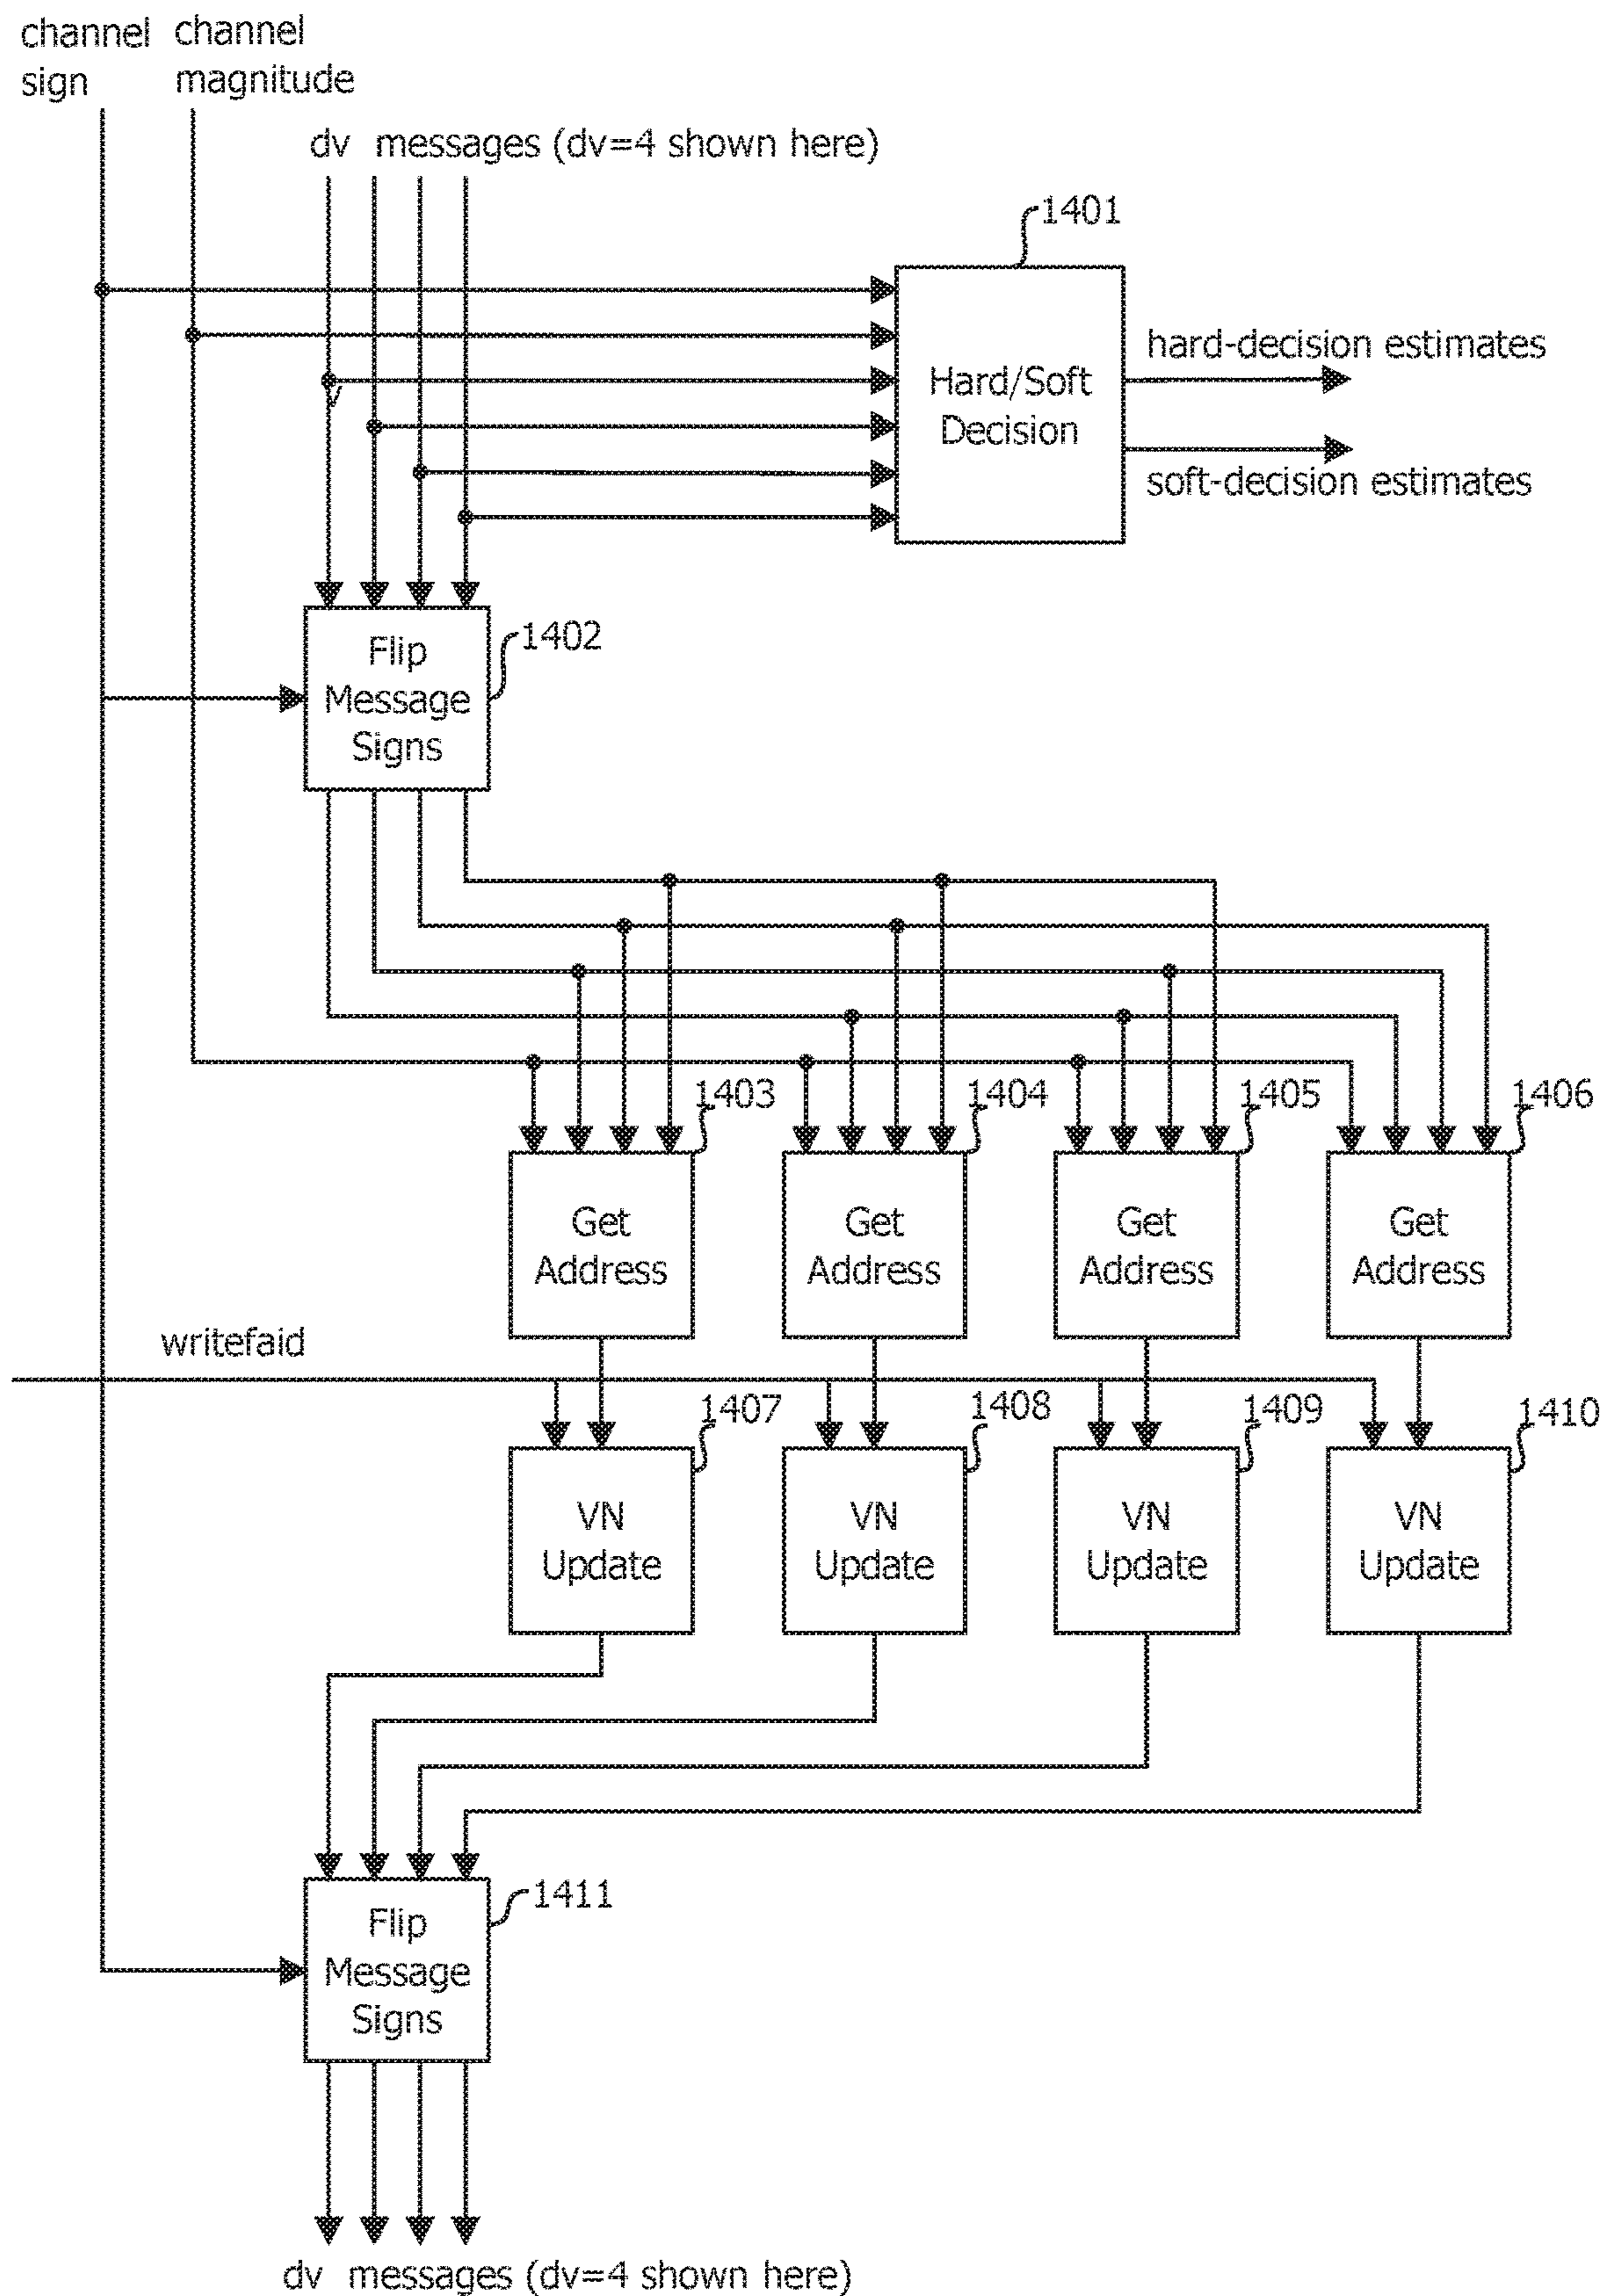 channel
sign
channel
magnitude
dv messages (dv=4 shown here)
1401
Hard/Soft
Decision
hard-decision estimates
soft-decision estimates
Flip
Message
Signs
1402
1403
1404
1405
1406
Get
Address
Get
Address
Get
Address
Get
Address
writefaid
1407
1408
1409
1410
VN
Update
VN
Update
VN
Update
VN
Update
Flip
Message
Signs
1411
dv messages (dv=4 shown here)